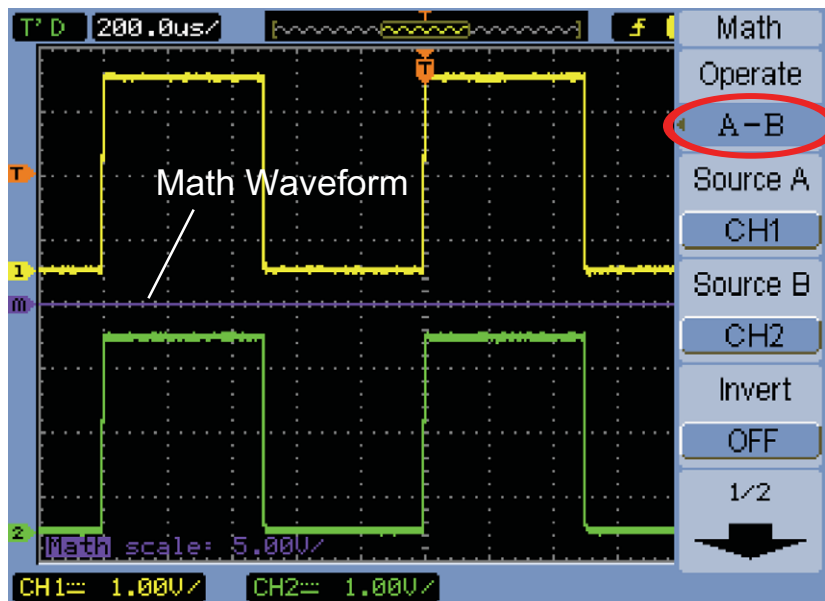 T'D 200.0us/
T
Math
Operate
A-B
Source A
CH1
Source B
CH2
Invert
OFF
1/2
T
Math Waveform
1
m
2
Math scale: 5.00V/
CH1 1.00V/ CH2 1.00V/